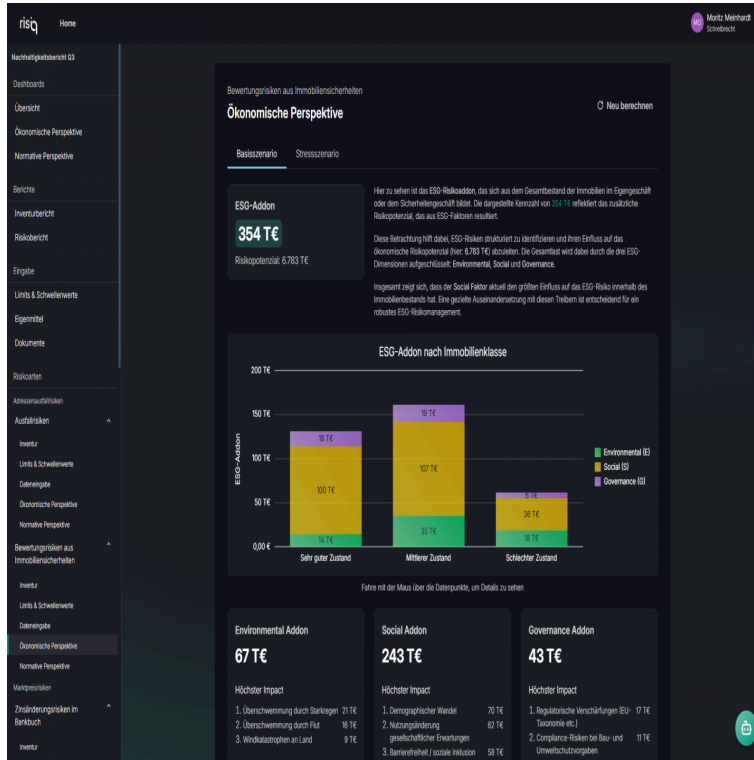 risiq
Home
MO
Moritz Meinhardt
Schreibrecht
Nachhaltigkeitsbericht Q3
Dashboards
Übersicht
Ökonomische Perspektive
Normative Perspektive
Berichte
Inventurbericht
Risikobericht
Eingabe
Limits & Schwellenwerte
Eigenmittel
Dokumente
Risikoarten
Adressenausfallrisiken
Ausfallrisiken
Inventur
Limits & Schwellenwerte
Dateneingabe
Ökonomische Perspektive
Normative Perspektive
Bewertungsrisiken aus
Immobiliensicherheiten
Inventur
Limits & Schwellenwerte
Dateneingabe
Ökonomische Perspektive
Normative Perspektive
Marktpreisrisiken
Zinsänderungsrisiken im
Bankbuch
Inventur
Bewertungsrisiken aus Immobiliensicherheiten
Ökonomische Perspektive
Neu berechnen
Basisszenario
Stressszenario
ESG-Addon
354 T€
Risikopotenzial: 6.783 T€
Hier zu sehen ist das ESG-Risikoaddon, das sich aus dem Gesamtbestand der Immobilien im Eigengeschäft
oder dem Sicherheitengeschäft bildet. Die dargestellte Kennzahl von 354 T€ reflektiert das zusätzliche
Risikopotenzial, das aus ESG-Faktoren resultiert.
Diese Betrachtung hilft dabei, ESG-Risiken strukturiert zu identifizieren und ihren Einfluss auf das
ökonomische Risikopotenzial (hier: 6.783 T€) abzuleiten. Die Gesamtlast wird dabei durch die drei ESG-
Dimensionen aufgeschlüsselt: Environmental, Social und Governance.
Insgesamt zeigt sich, dass der Social Faktor aktuell den größten Einfluss auf das ESG-Risiko innerhalb des
Immobilienbestands hat. Eine gezielte Auseinandersetzung mit diesen Treibern ist entscheidend für ein
robustes ESG-Risikomanagement.
ESG-Addon nach Immobilienklasse
ESG-Addon
200 T€
150 T€
100 T€
50 T€
0,00 €
18 T€
100 T€
14 T€
19 T€
107 T€
35 T€
6 T€
36 T€
18 T€
Sehr guter Zustand
Mittlerer Zustand
Schlechter Zustand
Environmental (E)
Social (S)
Governance (G)
Fahre mit der Maus über die Datenpunkte, um Details zu sehen
Environmental Addon
67 T€
Höchster Impact
1. Überschwemmung durch Starkregen 21 T€
2. Überschwemmung durch Flut 16 T€
3. Windkatastrophen an Land 9 T€
Social Addon
243 T€
Höchster Impact
1. Demographischer Wandel 70 T€
2. Nutzungsänderung 62 T€
gesellschaftlicher Erwartungen
3. Barrierefreiheit / soziale Inklusion 58 T€
Governance Addon
43 T€
Höchster Impact
1. Regulatorische Verschärfungen (EU- 17 T€
Taxonomie etc.)
2. Compliance-Risiken bei Bau- und 11 T€
Umweltschutzvorgaben